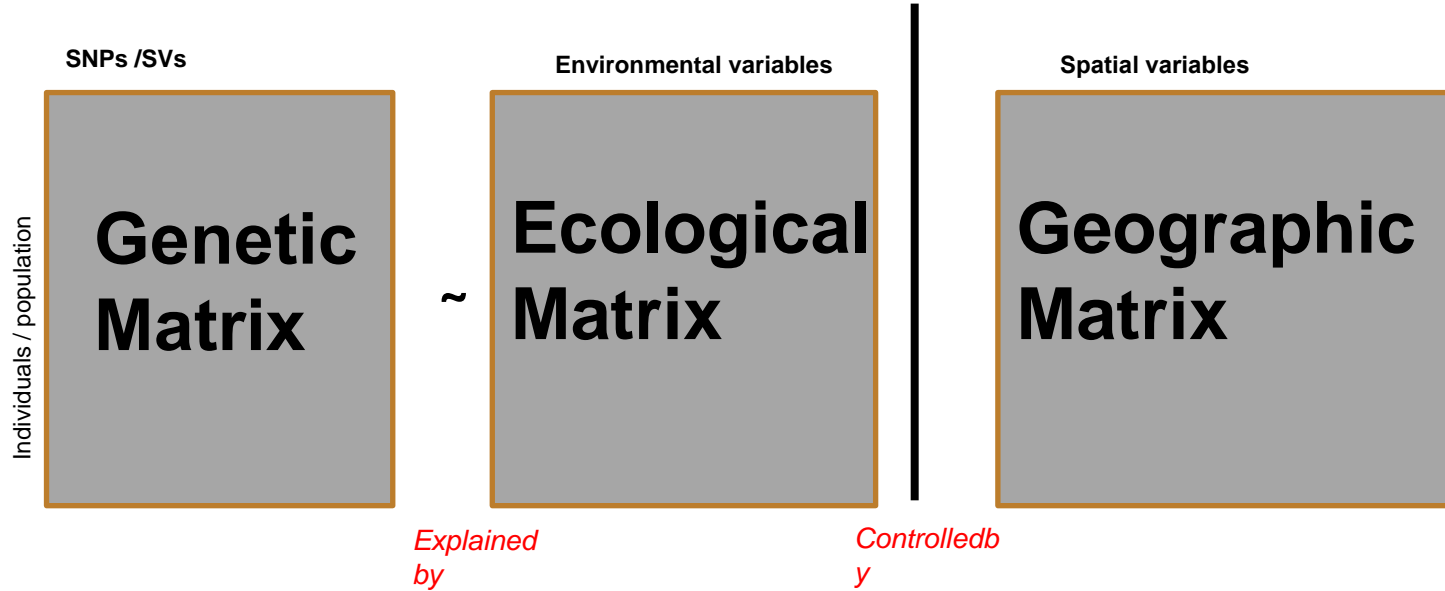 SNPs /SVs
Environmental variables
Spatial variables
Individuals / population
Genetic
Matrix
~
Ecological
Matrix
Geographic
Matrix
Explained
by
Controlledb
y